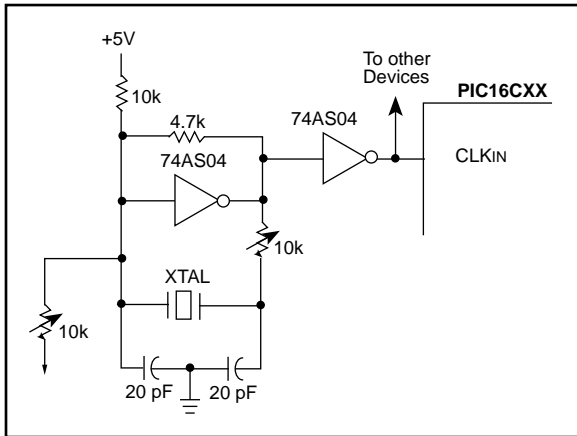 +5V
To other
Devices
PIC16CXX
10k
4.7k
74AS04
74AS04
CLKIN
10k
XTAL
10k
20 pF
20 pF